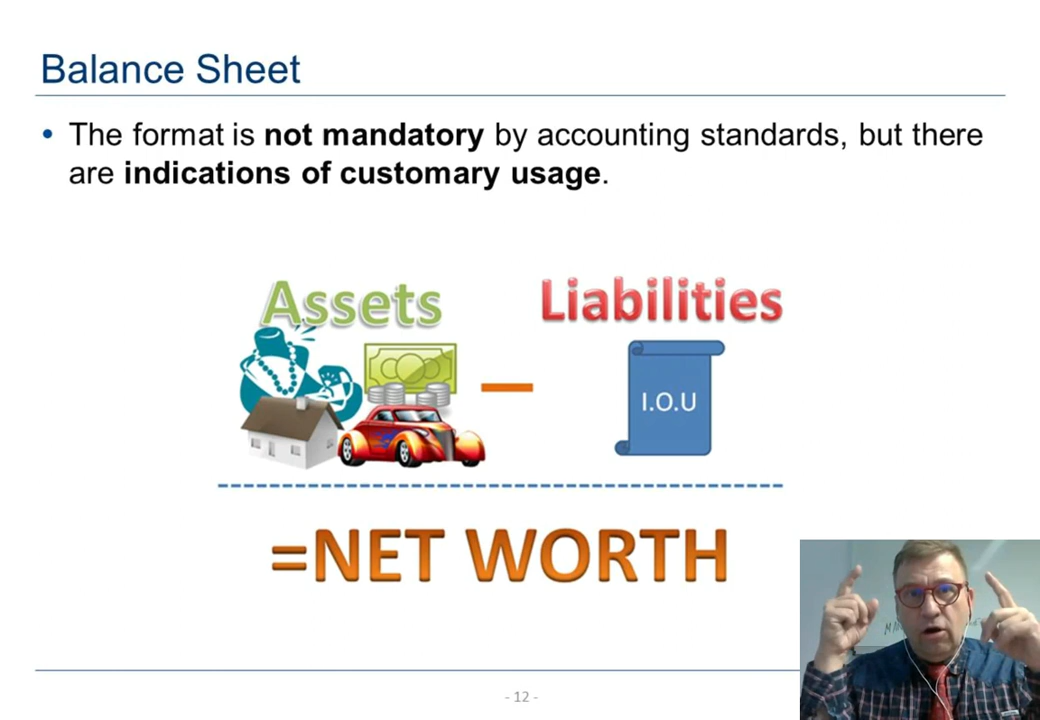 Balance Sheet
• The format is not mandatory by accounting standards, but there
are indications of customary usage.
Assets
Liabilities
–
I.O.U
=NET WORTH
- 12 -